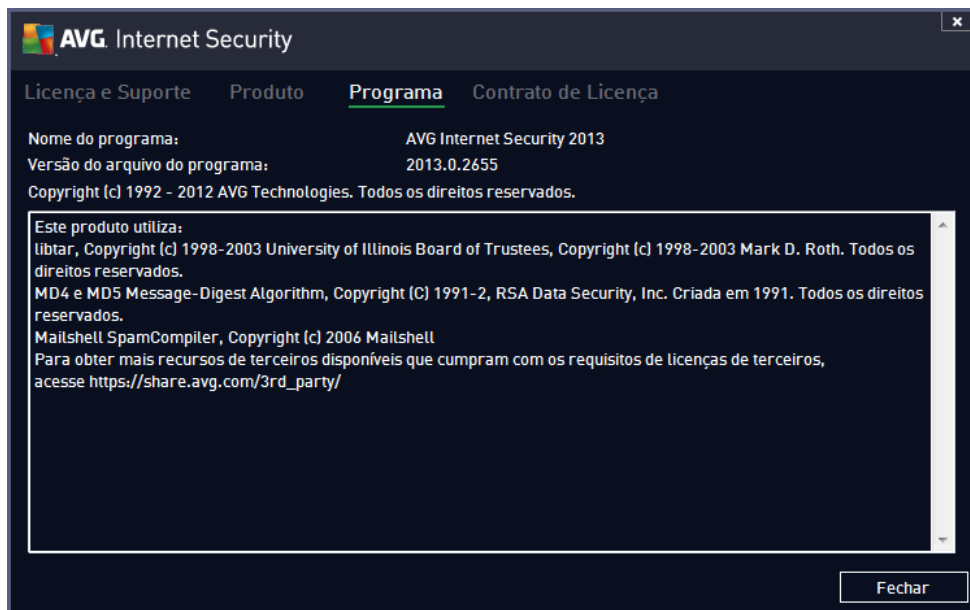 AVG. Internet Security
Licença e Suporte Produto Programa Contrato de Licença
Nome do programa: AVG Internet Security 2013
Versão do arquivo do programa: 2013.0.2655
Copyright (c) 1992 - 2012 AVG Technologies. Todos os direitos reservados.
Este produto utiliza:
libtar, Copyright (c) 1998-2003 University of Illinois Board of Trustees, Copyright (c) 1998-2003 Mark D. Roth. Todos os
direitos reservados.
MD4 e MD5 Message-Digest Algorithm, Copyright (C) 1991-2, RSA Data Security, Inc. Criada em 1991. Todos os direitos
reservados.
Mailshell SpamCompiler, Copyright (c) 2006 Mailshell
Para obter mais recursos de terceiros disponíveis que cumpram com os requisitos de licenças de terceiros,
acesse https://share.avg.com/3rd_party/
Fechar